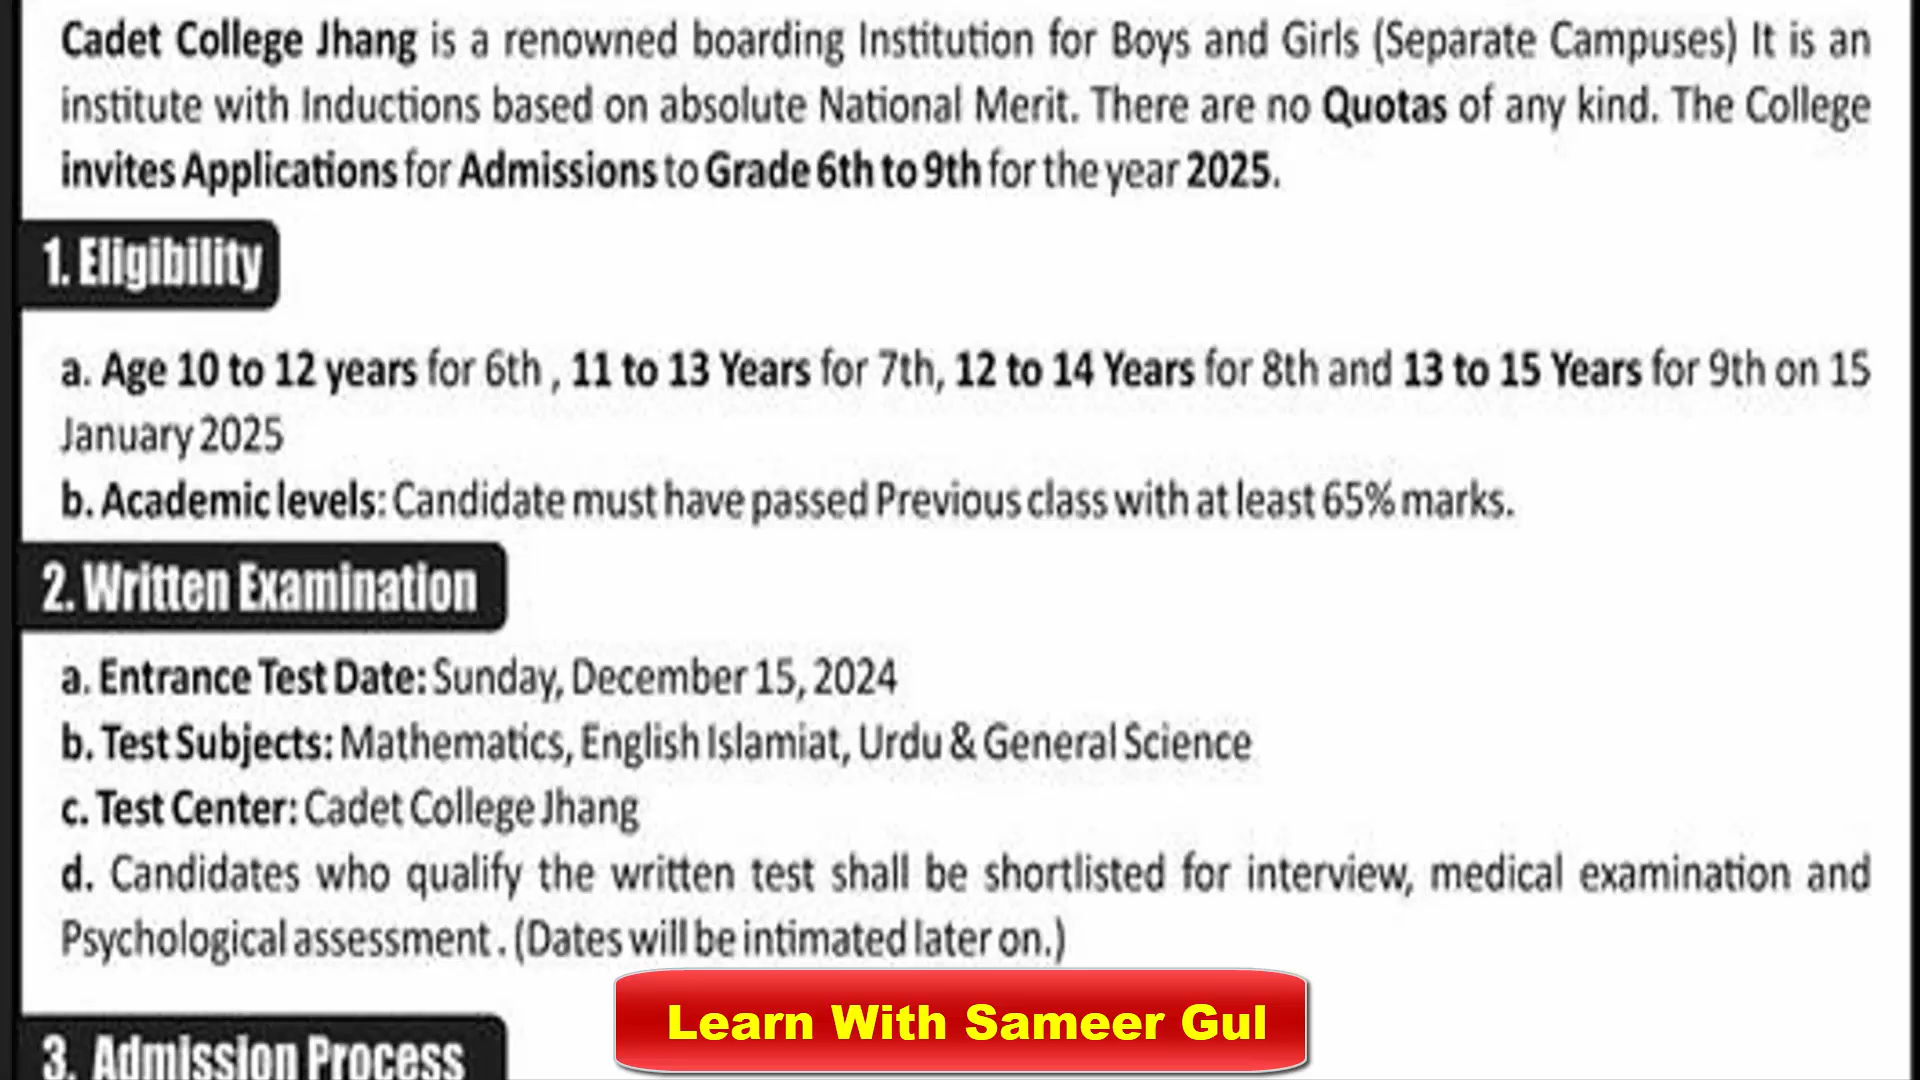 Cadet College Jhang is a renowned boarding Institution for Boys and Girls (Separate Campuses) It is an
institute with Inductions based on absolute National Merit. There are no Quotas of any kind. The College
invites Applications for Admissions to Grade 6th to 9th for the year 2025.
1. Eligibility
a. Age 10 to 12 years for 6th , 11 to 13 Years for 7th, 12 to 14 Years for 8th and 13 to 15 Years for 9th on 15
January 2025
b. Academic levels: Candidate must have passed Previous class with at least 65% marks.
2. Written Examination
a. Entrance Test Date: Sunday, December 15, 2024
b. Test Subjects: Mathematics, English Islamiat, Urdu & General Science
c. Test Center: Cadet College Jhang
d. Candidates who qualify the written test shall be shortlisted for interview, medical examination and
Psychological assessment . (Dates will be intimated later on.)
3. Admission Process
Learn With Sameer Gul